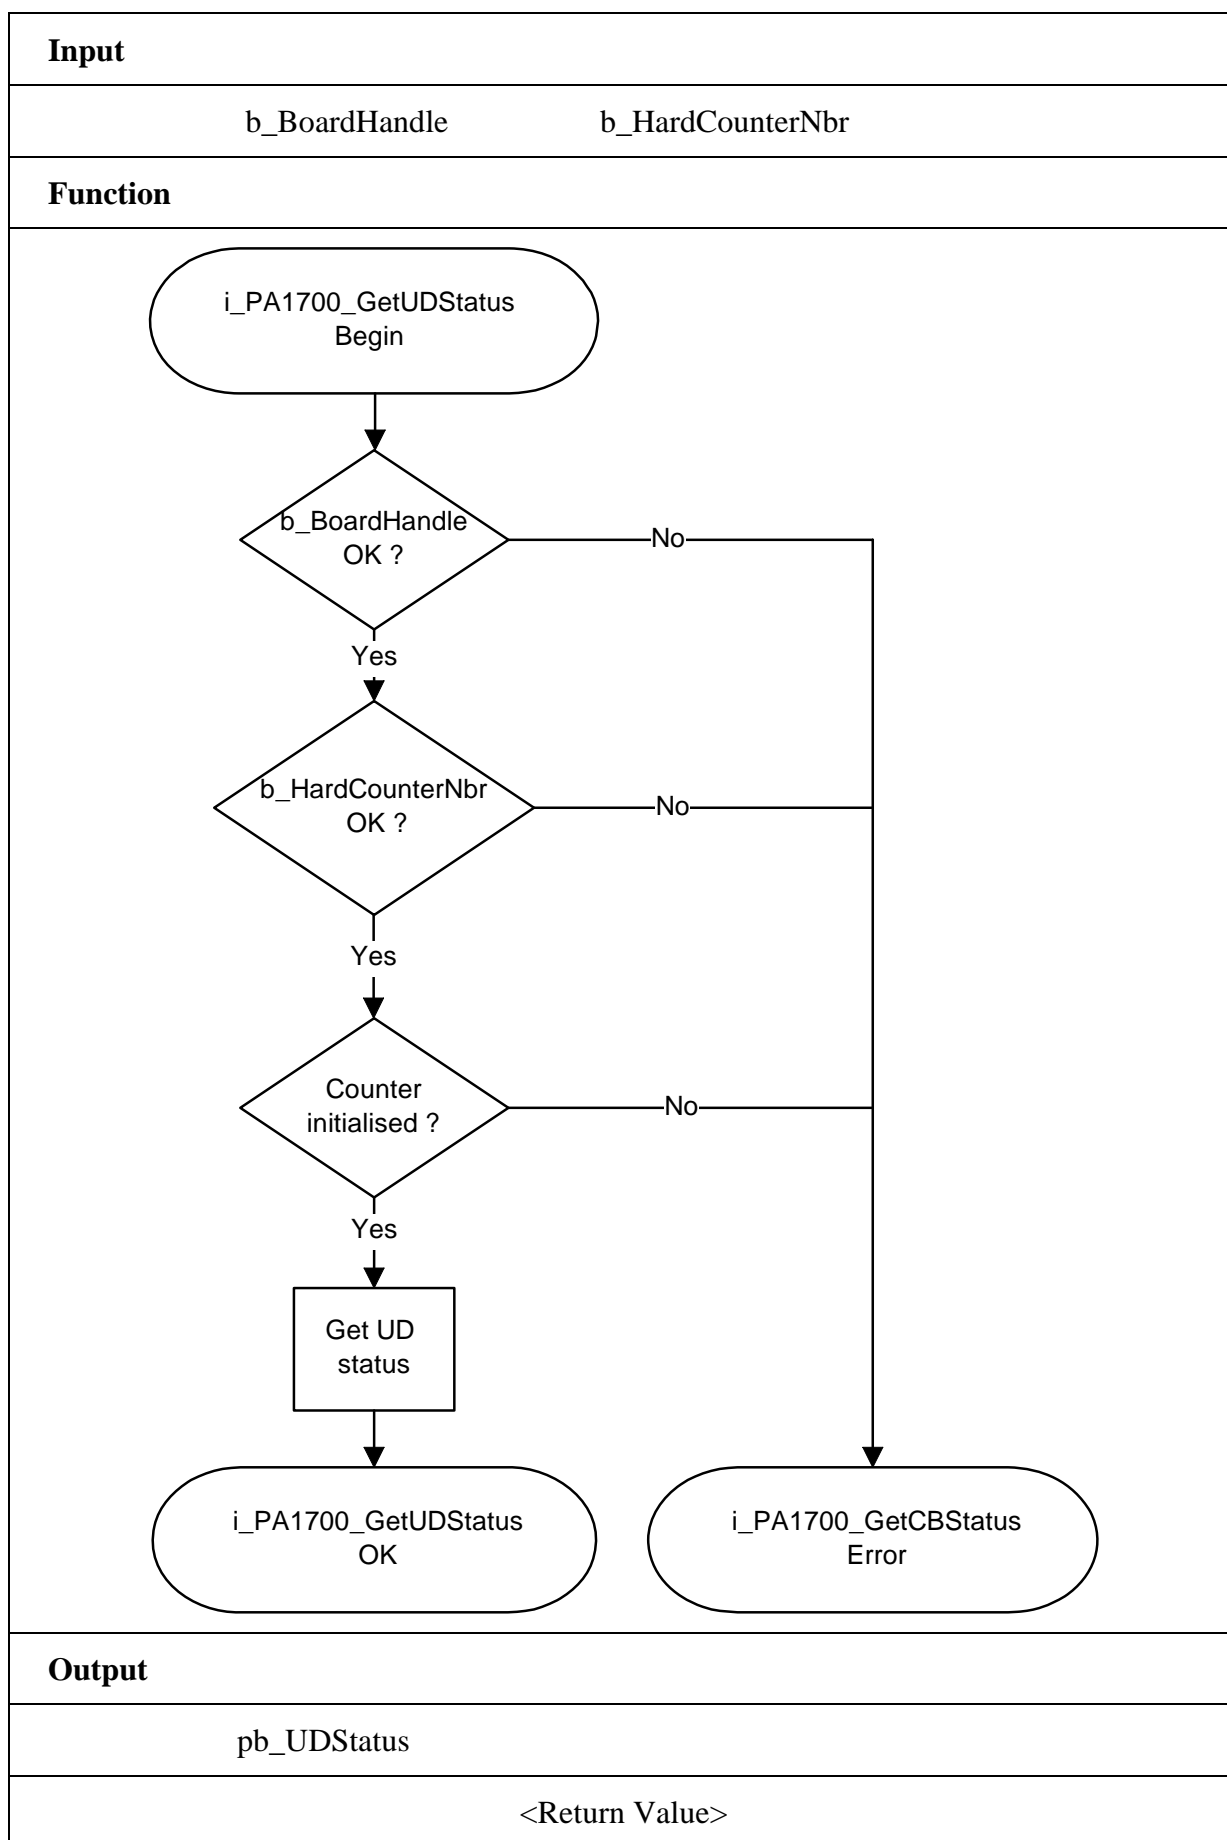 Input
b_BoardHandle b_HardCounterNbr
Function
i_PA1700_GetUDStatus
Begin
b_BoardHandle
OK ?
No
Yes
b_HardCounterNbr
OK ?
No
Yes
Counter
initialised ?
No
Yes
Get UD
status
i_PA1700_GetUDStatus
OK
i_PA1700_GetCBStatus
Error
Output
pb_UDStatus
<Return Value>